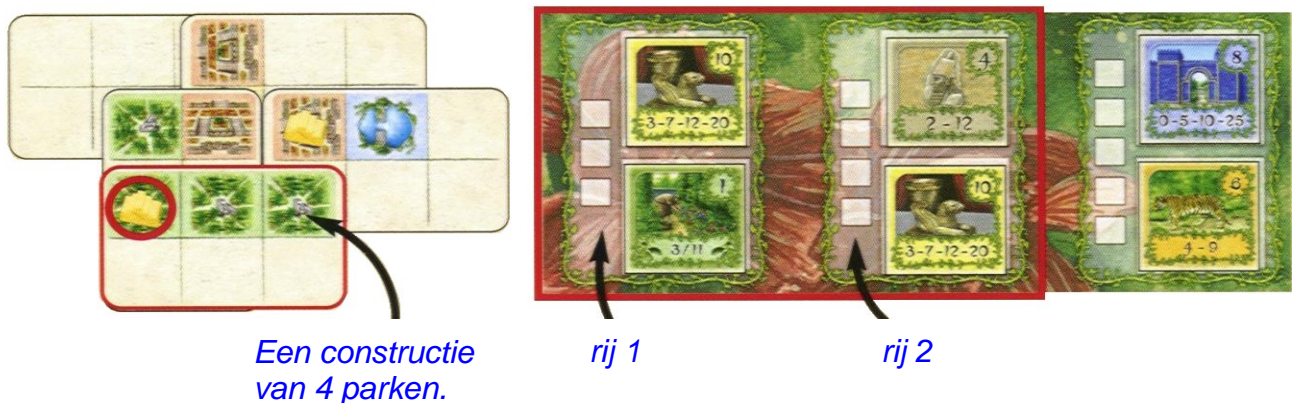 10
3-7-12-20
1
3/11
4
2-12
10
3-7-12-20
8
0-5-10-25
6
4-9
H
Een constructie
van 4 parken.
rij 1
rij 2